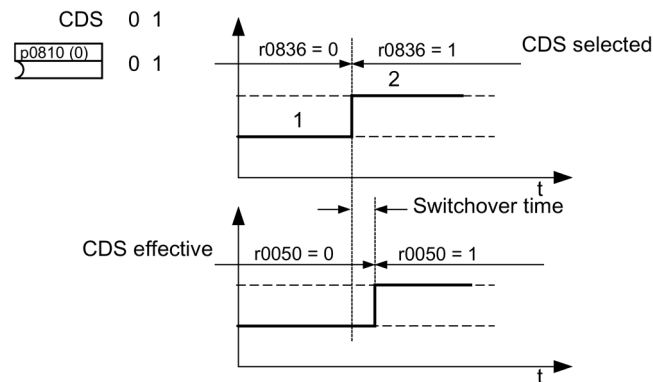 CDS 0 1
p0810 (0)
0 1
r0836 = 0
r0836 = 1
CDS selected
1
2
t
Switchover time
CDS effective
r0050 = 0
r0050 = 1
t